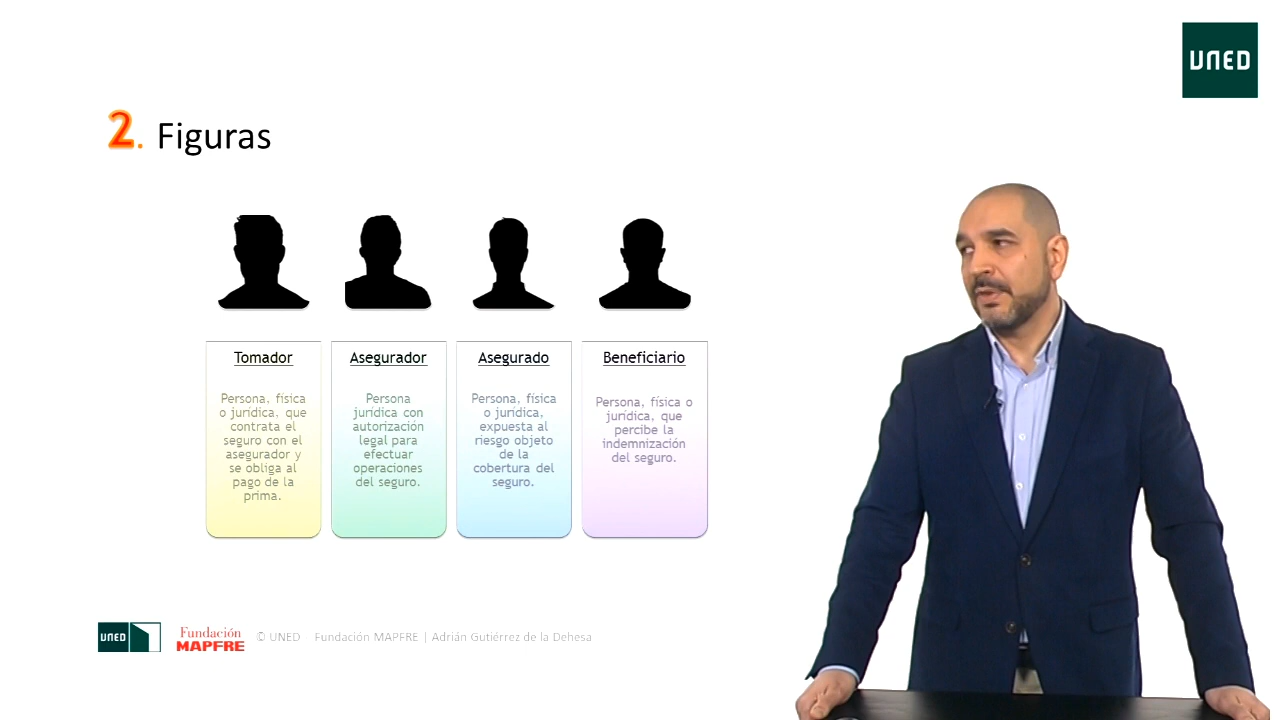 UNED
2. Figuras
Tomador
Persona, física
o jurídica, que
contrata el
seguro con el
asegurador y
se obliga al
pago de la
prima.
Asegurador
Persona
jurídica con
autorización
legal para
efectuar
operaciones
del seguro.
Asegurado
Persona, física
o jurídica,
expuesta al
riesgo objeto
de la
cobertura del
seguro.
Beneficiario
Persona, física o
jurídica, que
percibe la
indemnización
del seguro.
UNED
Fundación
MAPFRE
© UNED Fundación MAPFRE | Adrián Gutiérrez de la Dehesa